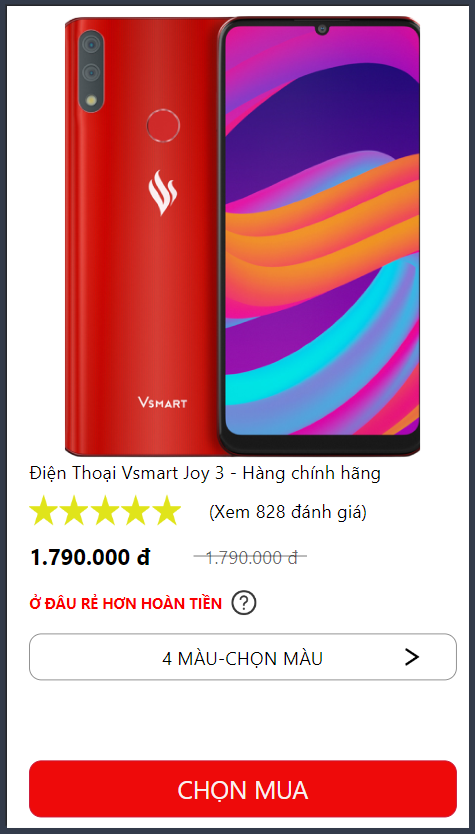 VSMART
Điện Thoại Vsmart Joy 3 - Hàng chính hãng
(Xem 828 đánh giá)
1.790.000 đ 1.790.000 đ
Ở ĐÂU RẺ HƠN HOÀN TIỀN ?
4 MÀU-CHỌN MÀU >
CHỌN MUA